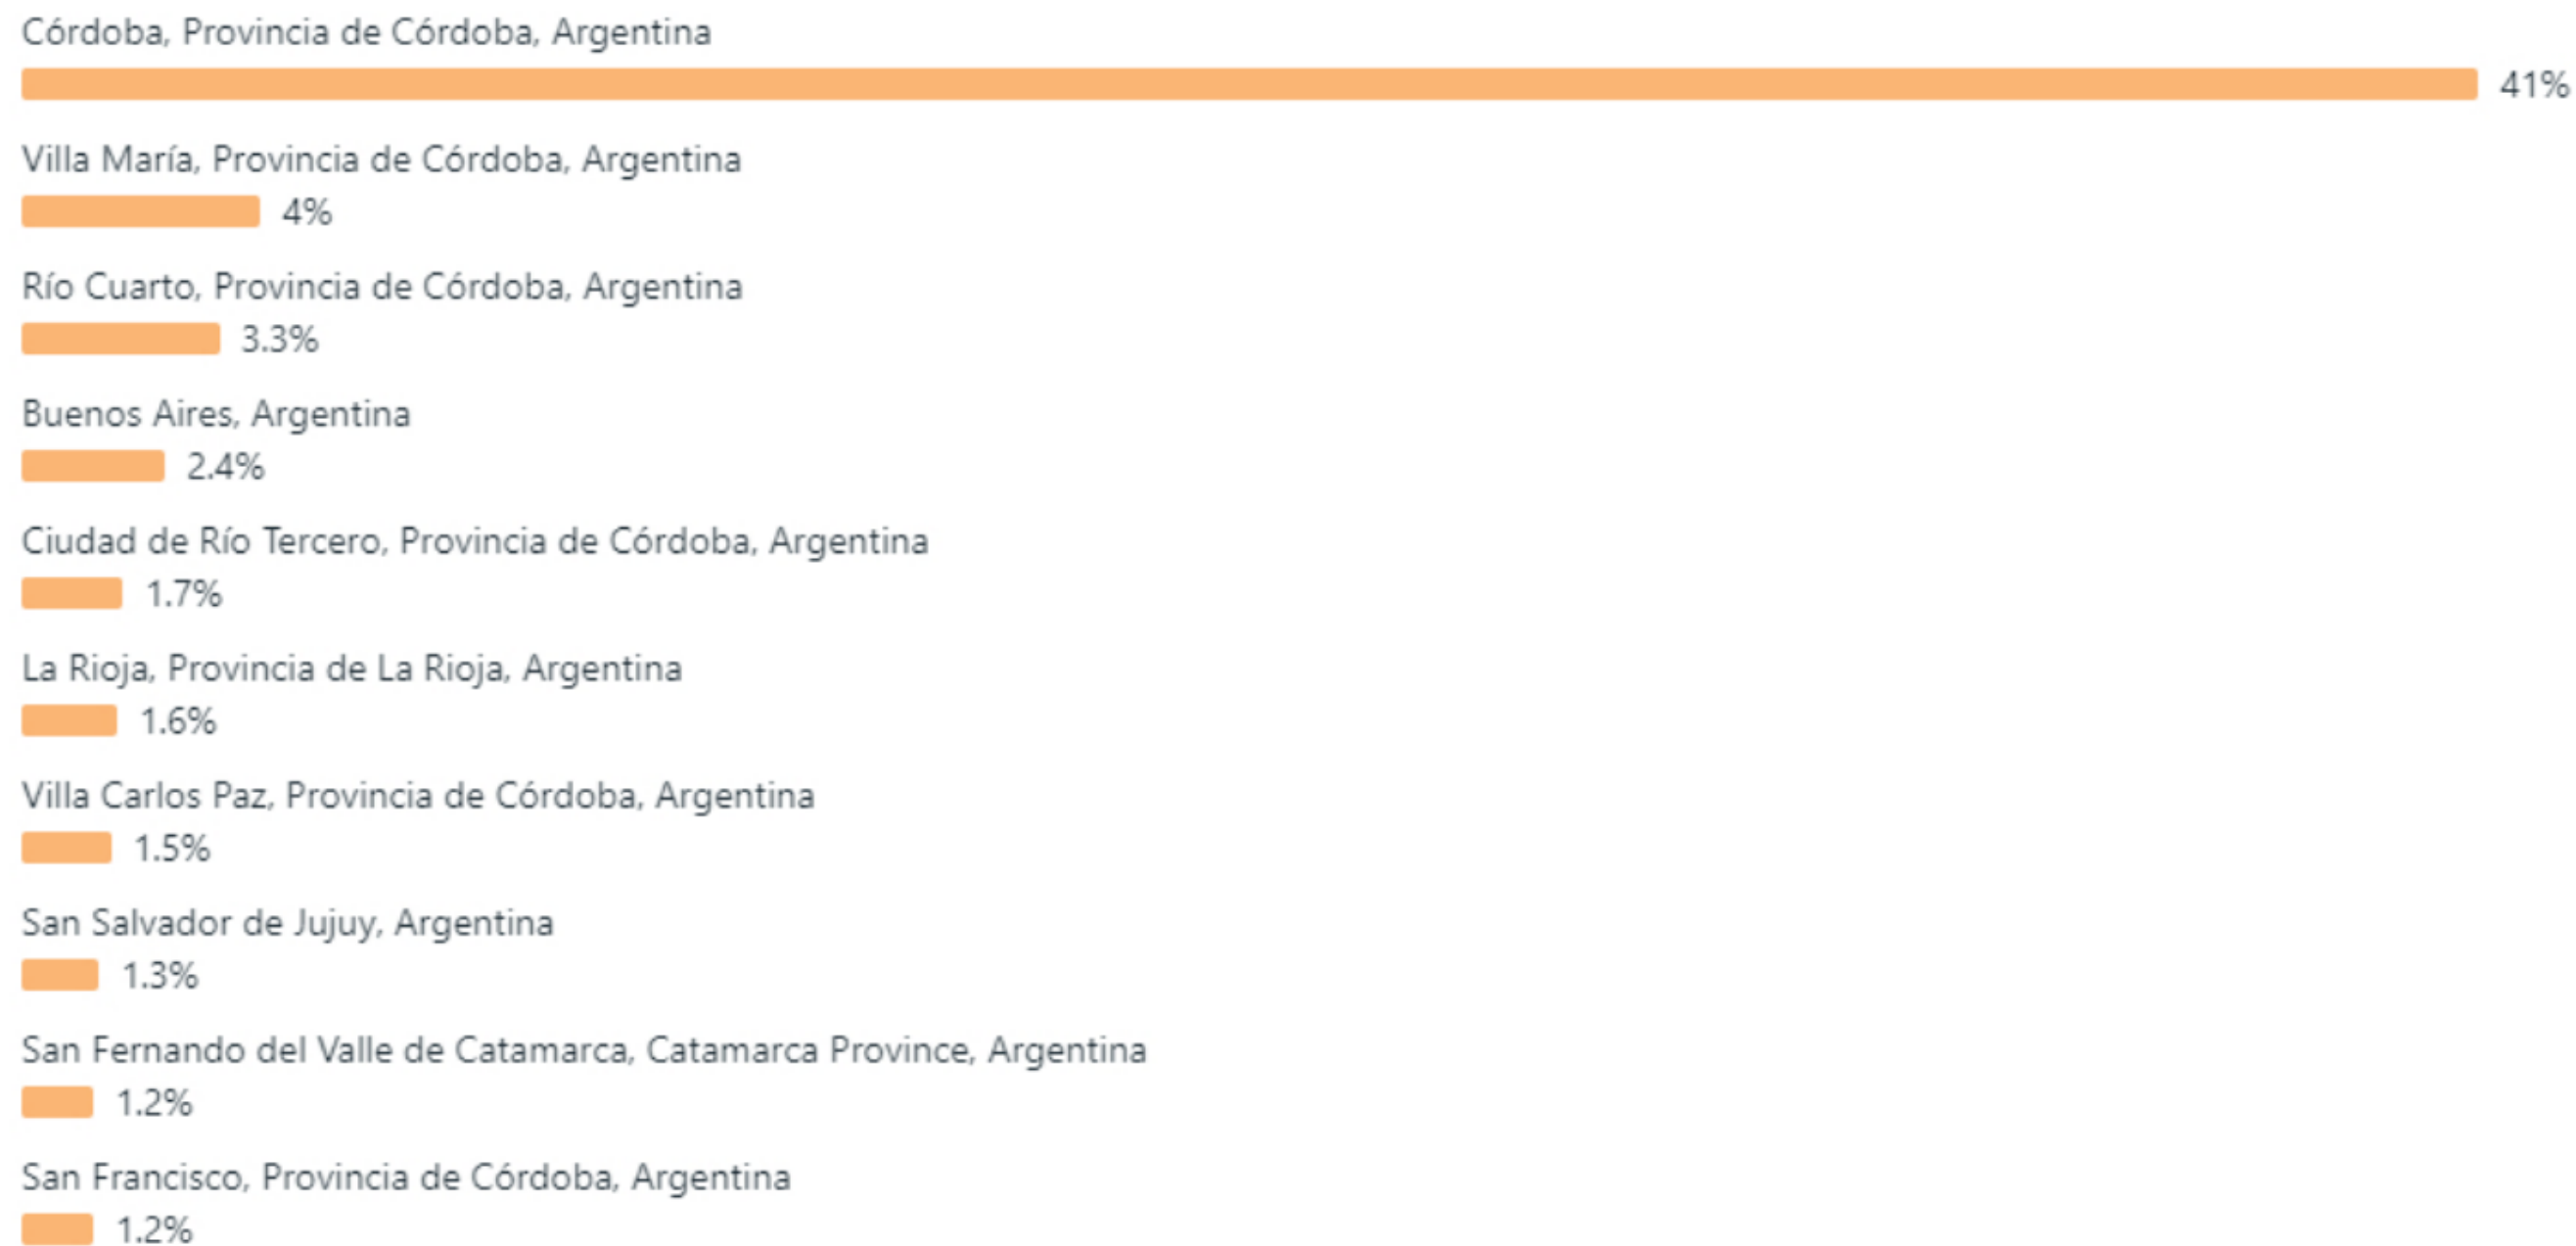 Córdoba, Provincia de Córdoba, Argentina
41%
Villa María, Provincia de Córdoba, Argentina
4%
Río Cuarto, Provincia de Córdoba, Argentina
3.3%
Buenos Aires, Argentina
2.4%
Ciudad de Río Tercero, Provincia de Córdoba, Argentina
1.7%
La Rioja, Provincia de La Rioja, Argentina
1.6%
Villa Carlos Paz, Provincia de Córdoba, Argentina
1.5%
San Salvador de Jujuy, Argentina
1.3%
San Fernando del Valle de Catamarca, Catamarca Province, Argentina
1.2%
San Francisco, Provincia de Córdoba, Argentina
1.2%